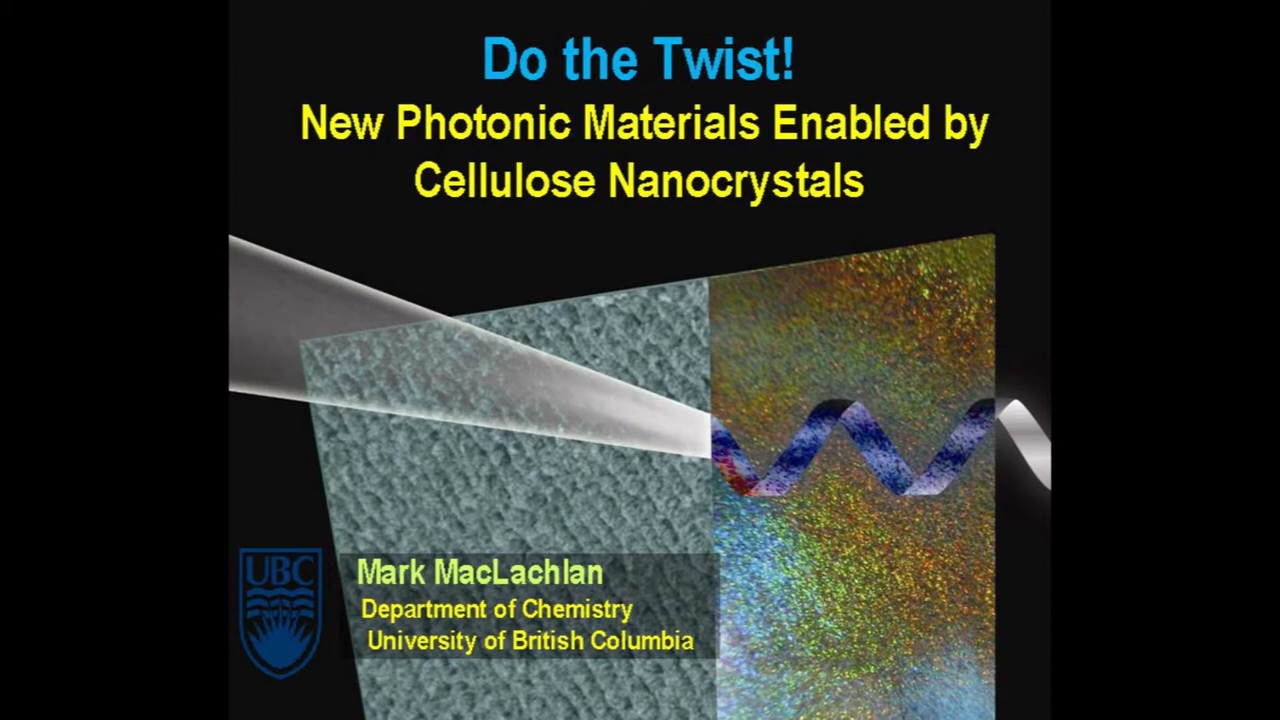 Do the Twist!
New Photonic Materials Enabled by
Cellulose Nanocrystals
UBC
Mark MacLachlan
Department of Chemistry
University of British Columbia